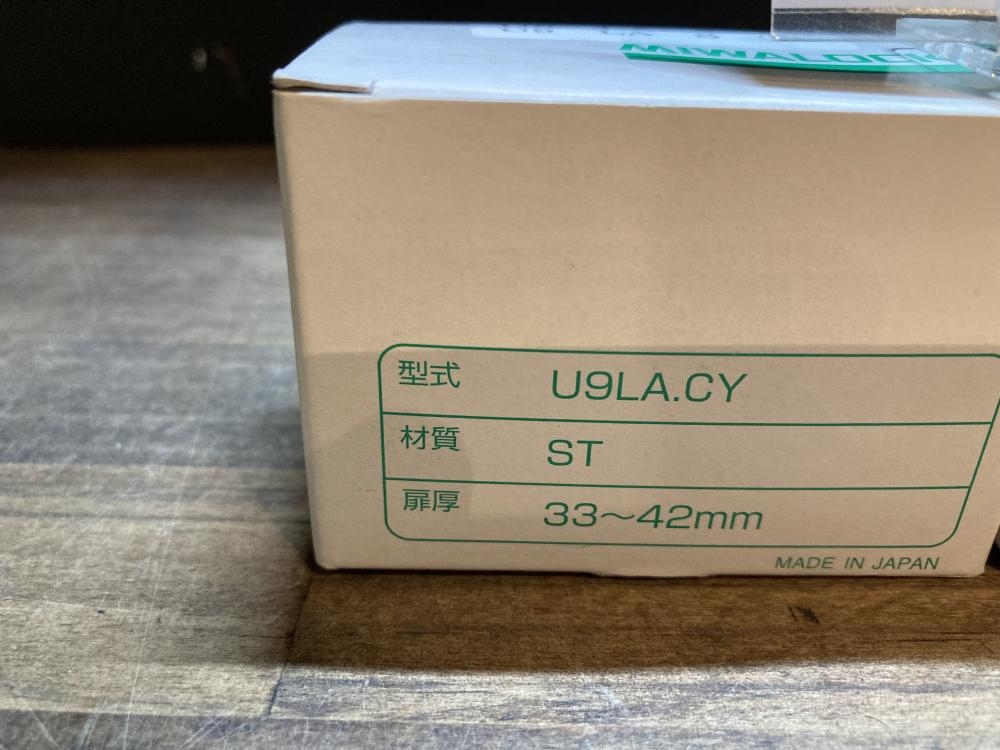 MIWALOCK
型式 U9LA.CY
材質 ST
扉厚 33〜42mm
MADE IN JAPAN